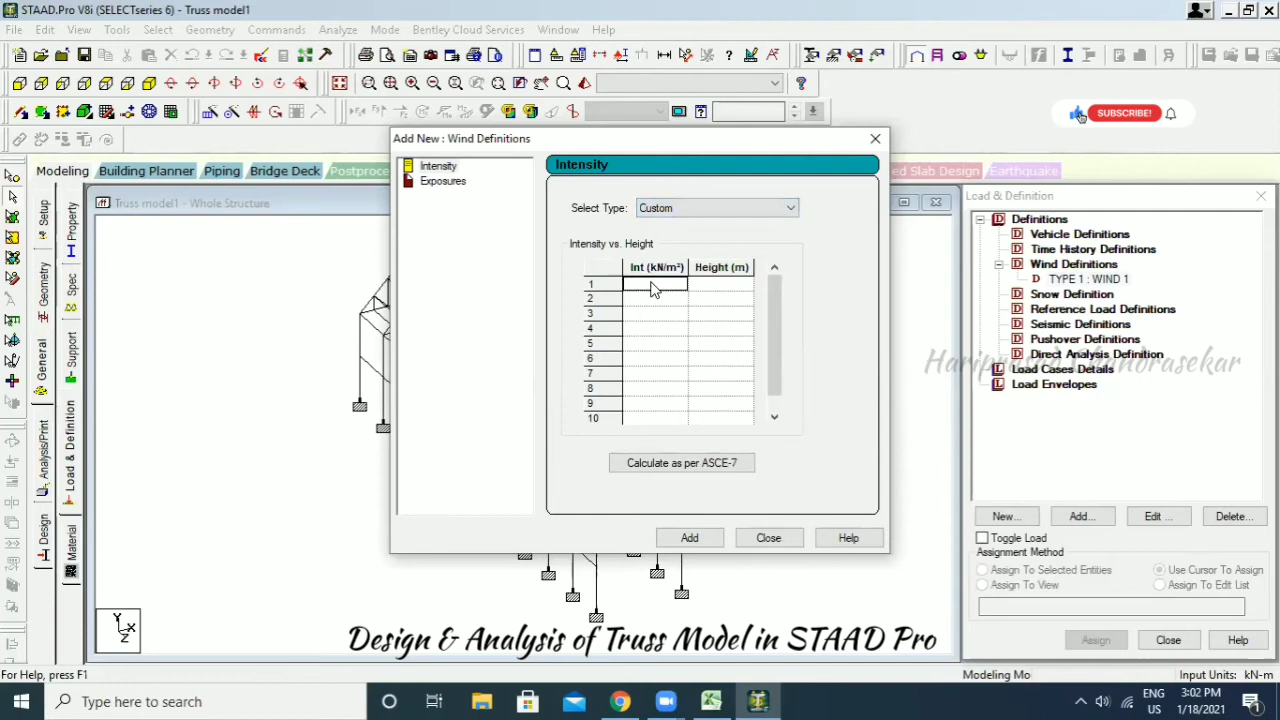 STAAD.Pro V8i (SELECTseries 6) - Truss model1
File Edit View Tools Select Geometry Commands Analyze Mode Bentley Cloud Services Window Help
SUBSCRIBE!
Modeling Building Planner Piping Bridge Deck Postproce ed Slab Design Earthquake
Truss model1 - Whole Structure
Setup
Geometry
General
Analysis/Print
Design
Property
Spec
Support
Load & Definition
Material
Add New : Wind Definitions
Intensity
Exposures
Intensity
Select Type: Custom
Intensity vs. Height
Int (kN/m²) Height (m)
1
2
3
4
5
6
7
8
9
10
Calculate as per ASCE-7
Add Close Help
Load & Definition
Definitions
Vehicle Definitions
Time History Definitions
Wind Definitions
TYPE 1 : WIND 1
Snow Definition
Reference Load Definitions
Seismic Definitions
Pushover Definitions
Direct Analysis Definition
Load Cases Details
Load Envelopes
Hariprasad Chandrasekar
New... Add... Edit ... Delete...
Toggle Load
Assignment Method
Assign To Selected Entities Use Cursor To Assign
Assign To View Assign To Edit List
Assign Close Help
Y
X
Z
Design & Analysis of Truss Model in STAAD Pro
For Help, press F1 Modeling Mo Input Units: kN-m
Type here to search
ENG
US
3:02 PM
1/18/2021
1